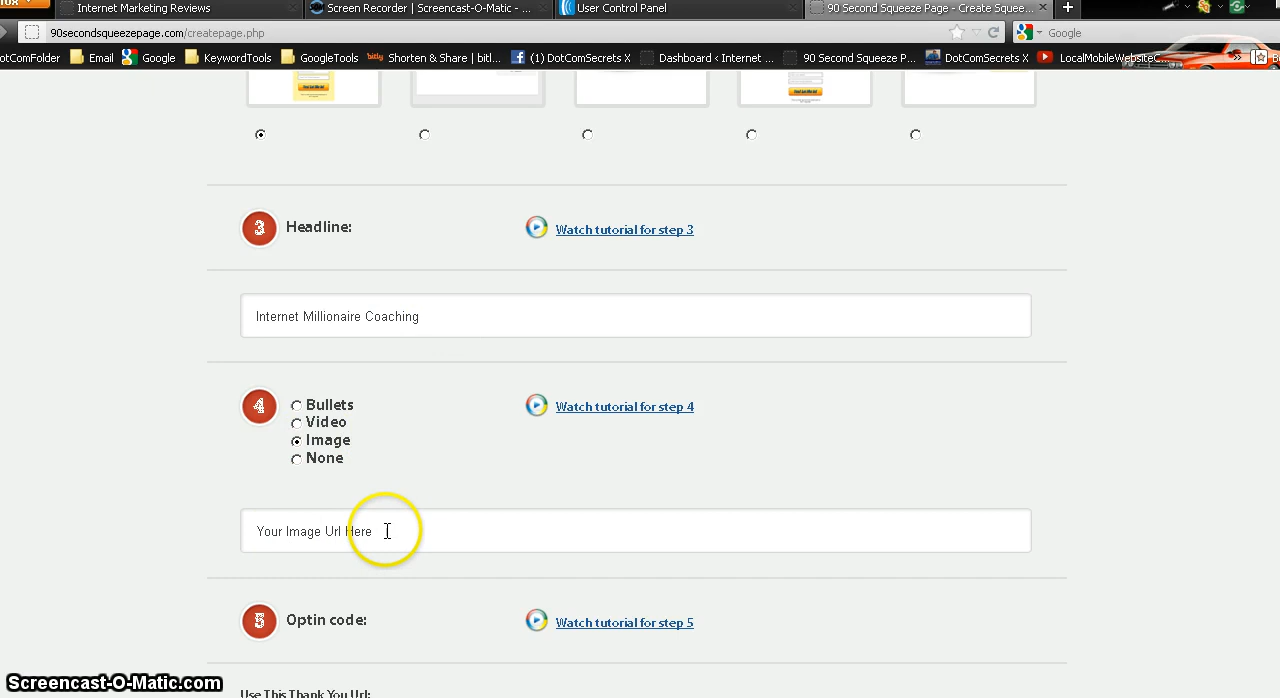 Internet Marketing Reviews
Screen Recorder | Screencast-O-Matic - ...
User Control Panel
90 Second Squeeze Page - Create Squee...
90secondsqueezepage.com/createpage.php
Google
otComFolder
Email
Google
KeywordTools
GoogleTools
bitly
Shorten & Share | bitl...
(1) DotComSecrets X
Dashboard ‹ Internet ...
90 Second Squeeze P...
DotComSecrets X
LocalMobileWebsiteC...
3 Headline:
Watch tutorial for step 3
Internet Millionaire Coaching
4
Bullets
Video
Image
None
Watch tutorial for step 4
Your Image Url Here
5 Optin code:
Watch tutorial for step 5
Use This Thank You Url:
Screencast-O-Matic.com